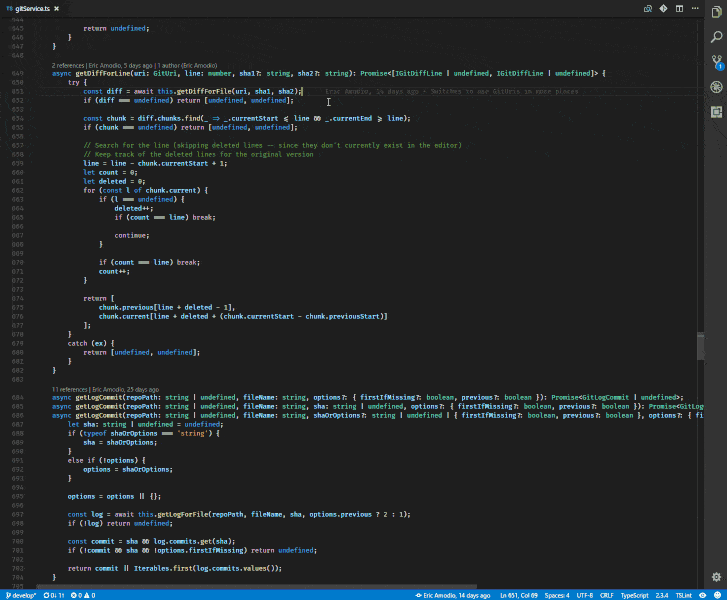 TS gitService.ts ×
644
645 return undefined;
646 }
647 }
648
2 references | Eric Amodio, 5 days ago | 1 author (Eric Amodio)
649 async getDiffForLine(uri: GitUri, line: number, sha1?: string, sha2?: string): Promise<[IGitDiffLine | undefined, IGitDiffLine | undefined]> {
650 try {
651 const diff = await this.getDiffForFile(uri, sha1, sha2); Eric Amodio, 14 days ago • Switches to use GitUris in more places
652 if (diff === undefined) return [undefined, undefined];
653
654 const chunk = diff.chunks.find(_ => _.currentStart <= line && _.currentEnd >= line);
655 if (chunk === undefined) return [undefined, undefined];
656
657 // Search for the line (skipping deleted lines -- since they don't currently exist in the editor)
658 // Keep track of the deleted lines for the original version
659 line = line - chunk.currentStart + 1;
660 let count = 0;
661 let deleted = 0;
662 for (const l of chunk.current) {
663 if (l === undefined) {
664 deleted++;
665 if (count === line) break;
666
667 continue;
668 }
669
670 if (count === line) break;
671 count++;
672 }
673
674 return [
675 chunk.previous[line + deleted - 1],
676 chunk.current[line + deleted + (chunk.currentStart - chunk.previousStart)]
677 ];
678 }
679 catch (ex) {
680 return [undefined, undefined];
681 }
682 }
683
11 references | Eric Amodio, 25 days ago
684 async getLogCommit(repoPath: string | undefined, fileName: string, options?: { firstIfMissing?: boolean, previous?: boolean }): Promise<GitLogCommit | undefined>;
685 async getLogCommit(repoPath: string | undefined, fileName: string, sha: string | undefined, options?: { firstIfMissing?: boolean, previous?: boolean }): Promise<GitLog
686 async getLogCommit(repoPath: string | undefined, fileName: string, shaOrOptions?: string | undefined | { firstIfMissing?: boolean, previous?: boolean }, options?: { fi
687 let sha: string | undefined = undefined;
688 if (typeof shaOrOptions === 'string') {
689 sha = shaOrOptions;
690 }
691 else if (!options) {
692 options = shaOrOptions;
693 }
694
695 options = options || {};
696
697 const log = await this.getLogForFile(repoPath, fileName, sha, options.previous ? 2 : 1);
698 if (!log) return undefined;
699
700 const commit = sha && log.commits.get(sha);
701 if (!commit && sha && !options.firstIfMissing) return undefined;
702
703 return commit || Iterables.first(log.commits.values());
704 }
705
develop* 0↓ 1↑ 0 0 Eric Amodio, 14 days ago Ln 651, Col 69 Spaces: 4 UTF-8 CRLF TypeScript 2.3.4 TSLint